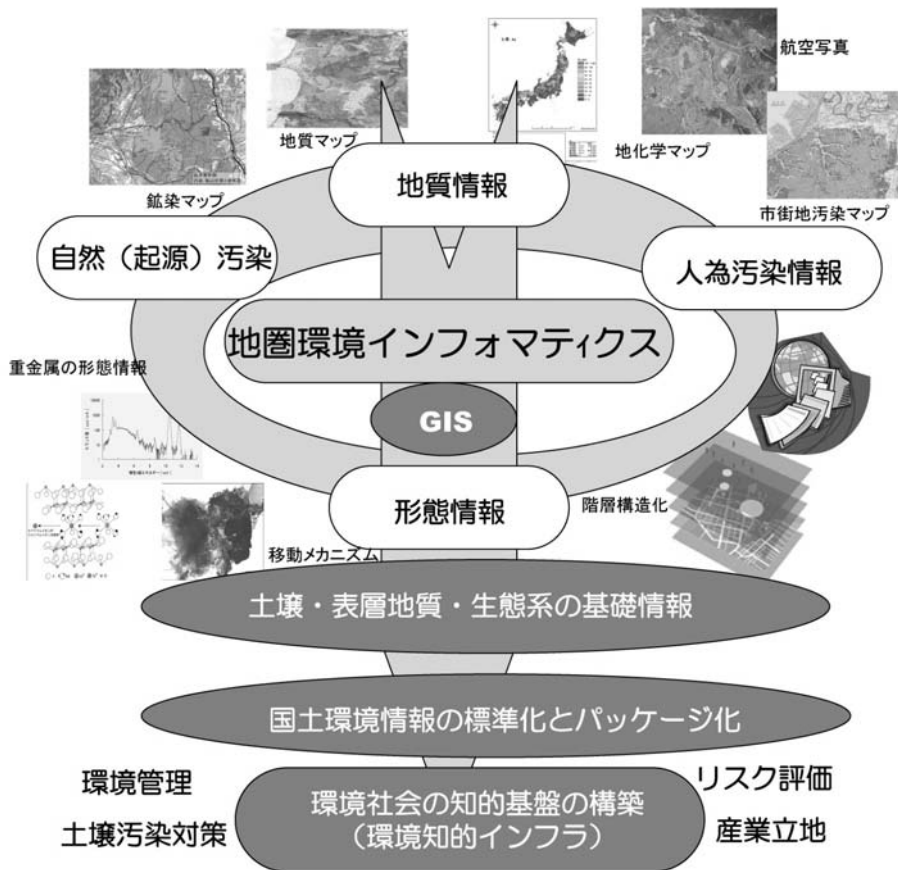 航空写真
地質マップ
地化学マップ
鉱染マップ
市街地汚染マップ
地質情報
自然（起源）汚染
人為汚染情報
地圏環境インフォマティクス
重金属の形態情報
GIS
形態情報
階層構造化
移動メカニズム
土壌・表層地質・生態系の基礎情報
国土環境情報の標準化とパッケージ化
環境管理
リスク評価
環境社会の知的基盤の構築
（環境知的インフラ）
土壌汚染対策
産業立地